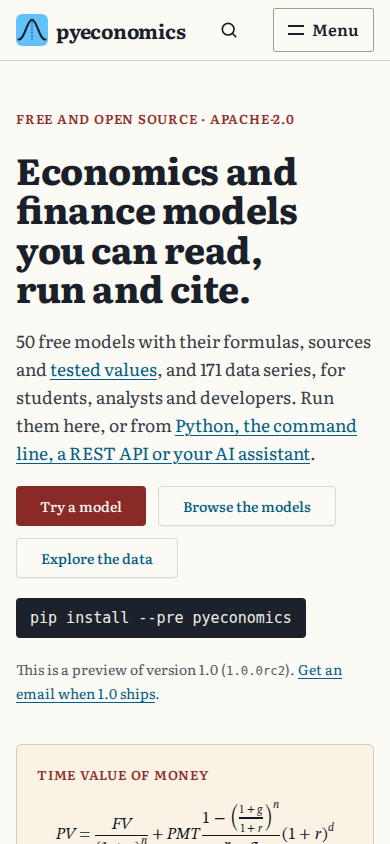 pyeconomics
Menu
FREE AND OPEN SOURCE · APACHE-2.0
Economics and
finance models
you can read,
run and cite.
50 free models with their formulas, sources
and tested values, and 171 data series, for
students, analysts and developers. Run
them here, or from Python, the command
line, a REST API or your AI assistant.
Try a model
Browse the models
Explore the data
pip install --pre pyeconomics
This is a preview of version 1.0 (1.0.0rc2). Get an
email when 1.0 ships.
TIME VALUE OF MONEY
PV = FV + PMT 1 − (1 + g / 1 + r)^n (1 + r)^d